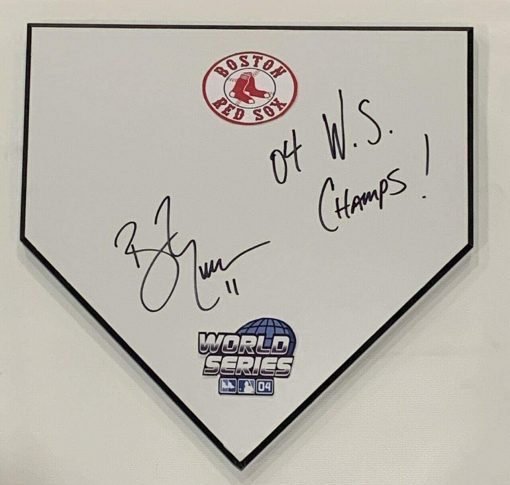 BOSTON
RED SOX
04 W.S.
CHAMPS!
11
WORLD
SERIES
04